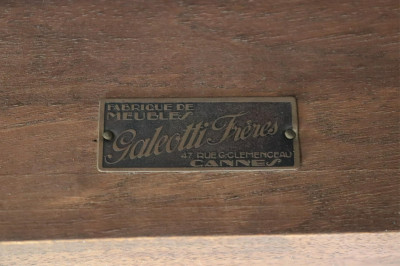 FABRIQUE DE
MEUBLES
Galeotti Frères
47 RUE G. CLEMENCEAU
CANNES